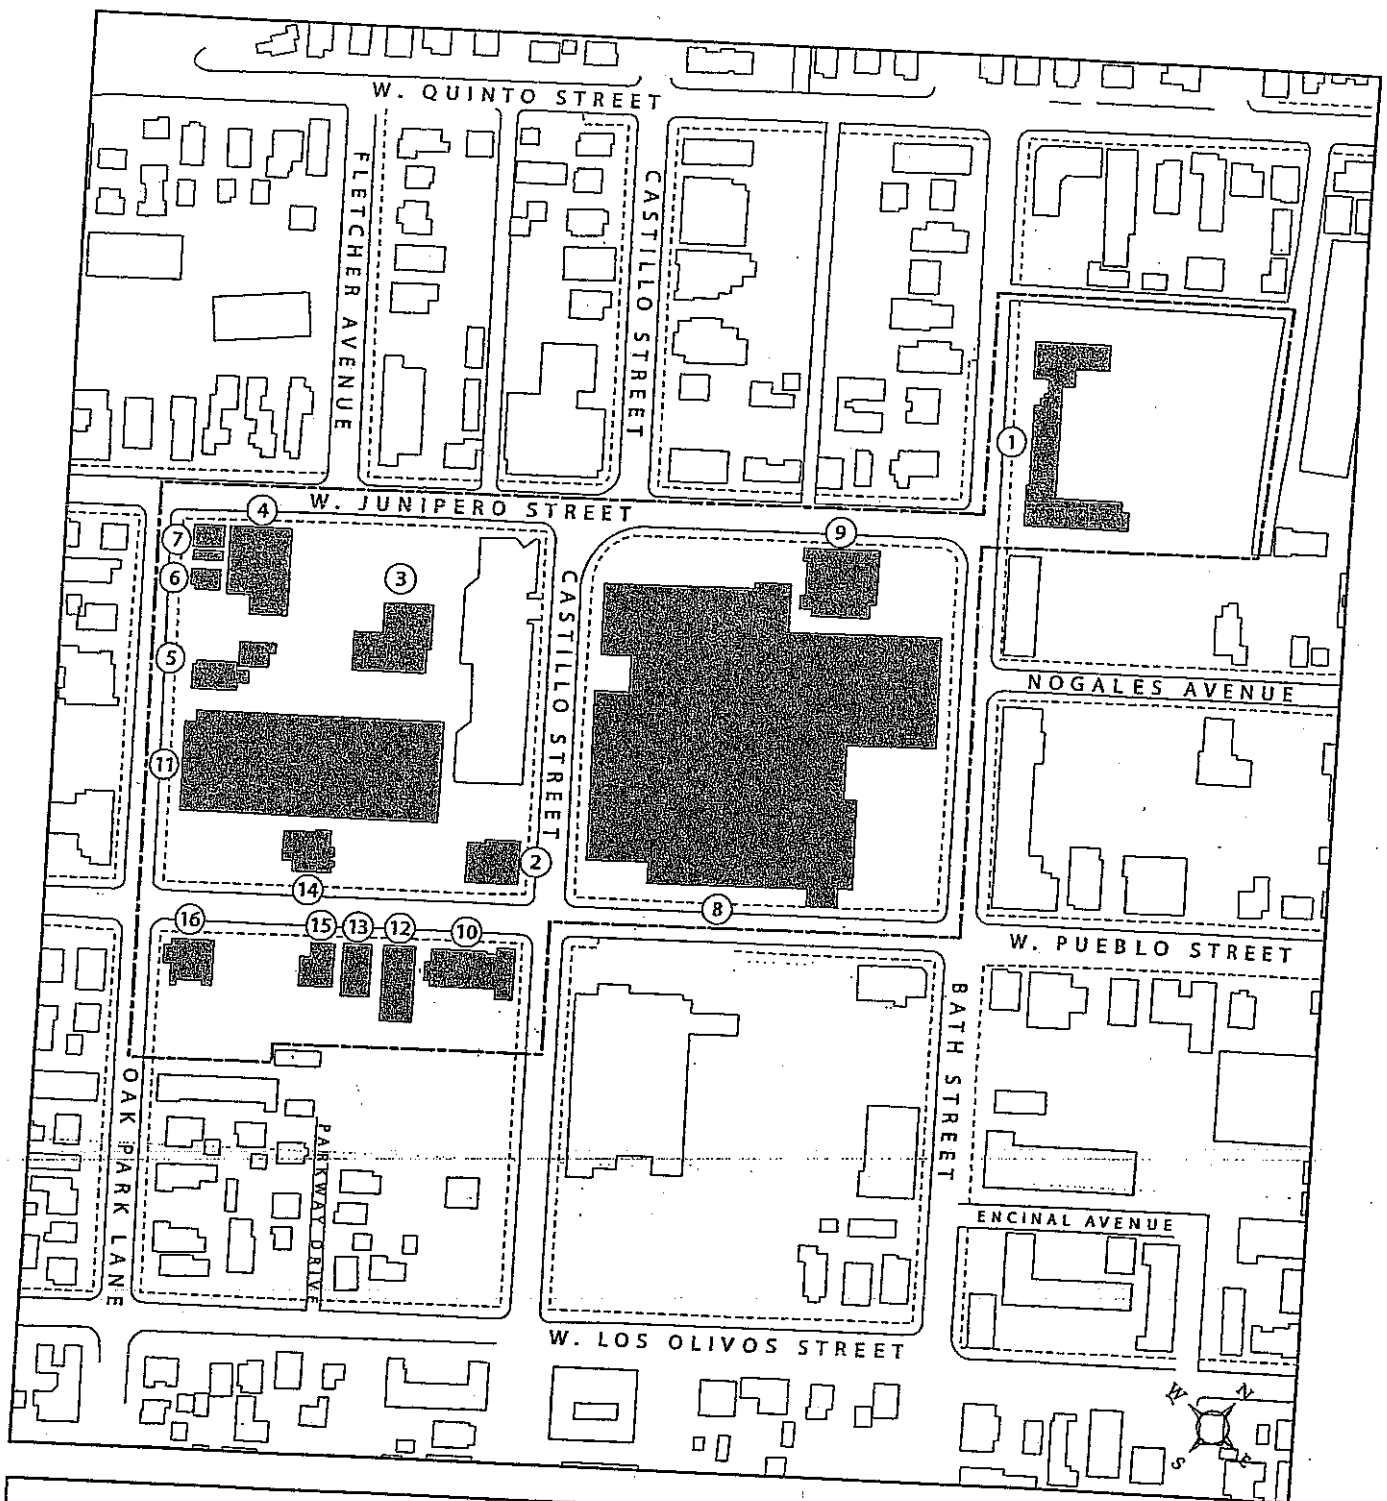 W. QUINTO STREET
FLETCHER AVENUE
CASTILLO STREET
1
W. JUNIPERO STREET
4
7
9
6
3
CASTILLO STREET
5
NOGALES AVENUE
11
2
14
8
16
15
13
12
10
W. PUEBLO STREET
BATH STREET
OAK PARK LANE
PARKWAY DRIVE
ENCINAL AVENUE
W. LOS OLIVOS STREET
W
N
S
E